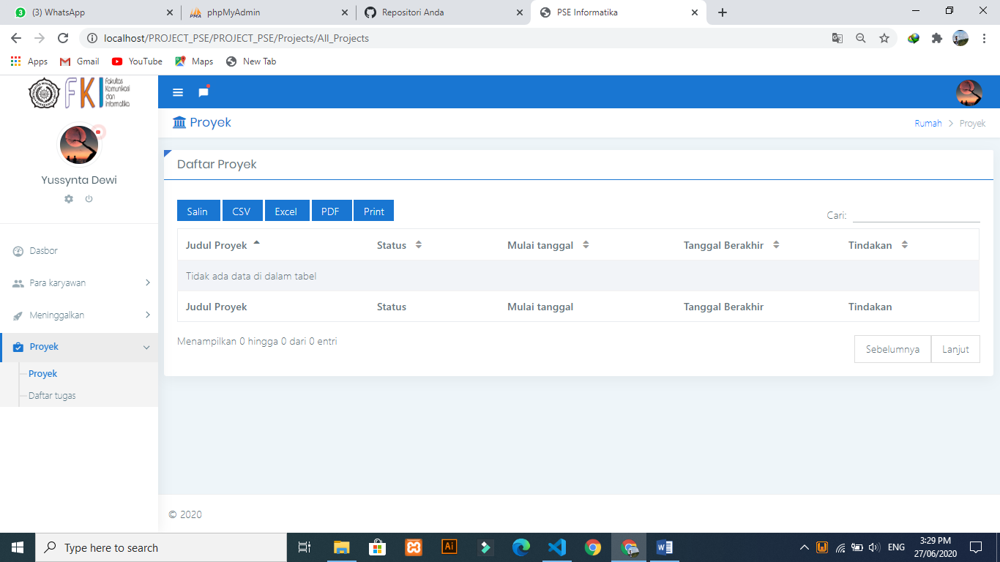 (3) WhatsApp
phpMyAdmin
Repositori Anda
PSE Informatika
localhost/PROJECT_PSE/PROJECT_PSE/Projects/All_Projects
Apps
Gmail
YouTube
Maps
New Tab
FKI
Fakultas
Komunikasi
dan
Informatika
Yussynta Dewi
Dasbor
Para karyawan
Meninggalkan
Proyek
Proyek
Daftar tugas
Proyek
Rumah > Proyek
Daftar Proyek
Salin CSV Excel PDF Print
Cari:
Judul Proyek Status Mulai tanggal Tanggal Berakhir Tindakan
Tidak ada data di dalam tabel
Judul Proyek Status Mulai tanggal Tanggal Berakhir Tindakan
Menampilkan 0 hingga 0 dari 0 entri
Sebelumnya Lanjut
© 2020
Type here to search
ENG
3:29 PM
27/06/2020